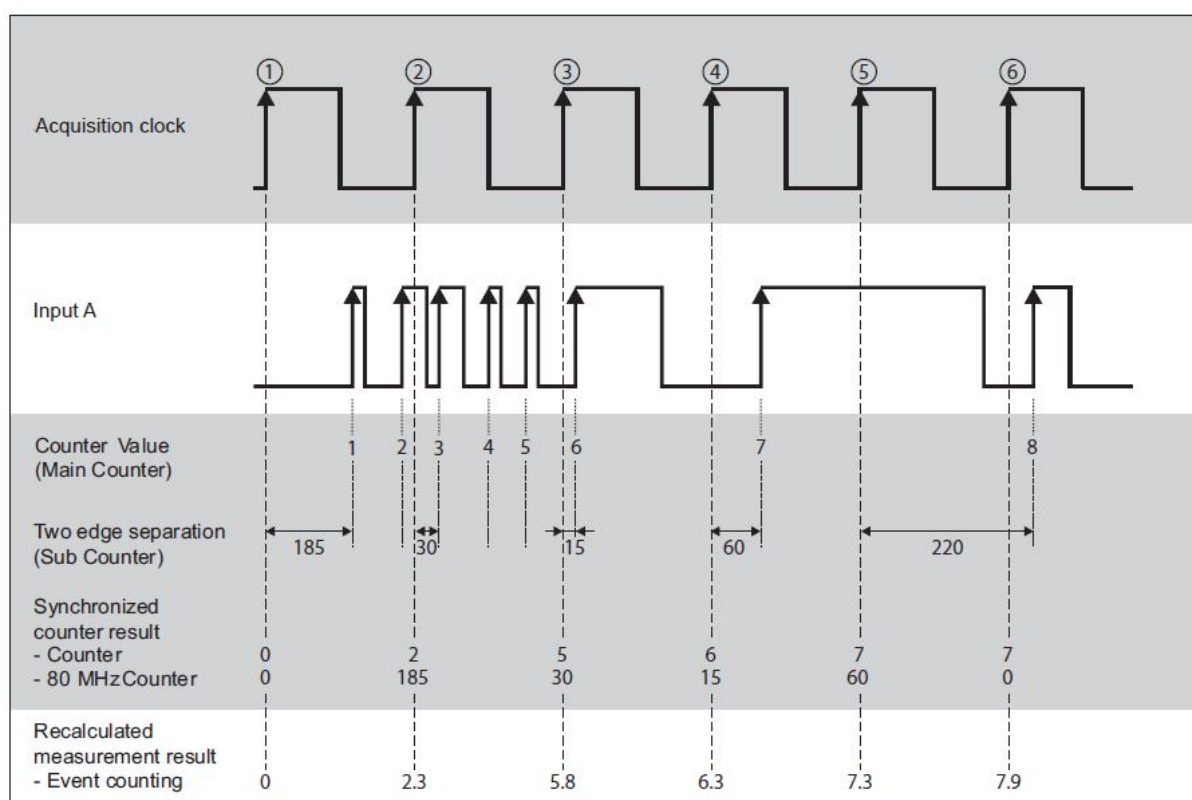 ① ② ③ ④ ⑤ ⑥
Acquisition clock
Input A
Counter Value
(Main Counter)
1 2 3 4 5 6 7 8
Two edge separation
(Sub Counter)
185 30 15 60 220
Synchronized
counter result
- Counter 0 2 5 6 7 7
- 80 MHz Counter 0 185 30 15 60 0
Recalculated
measurement result
- Event counting 0 2.3 5.8 6.3 7.3 7.9